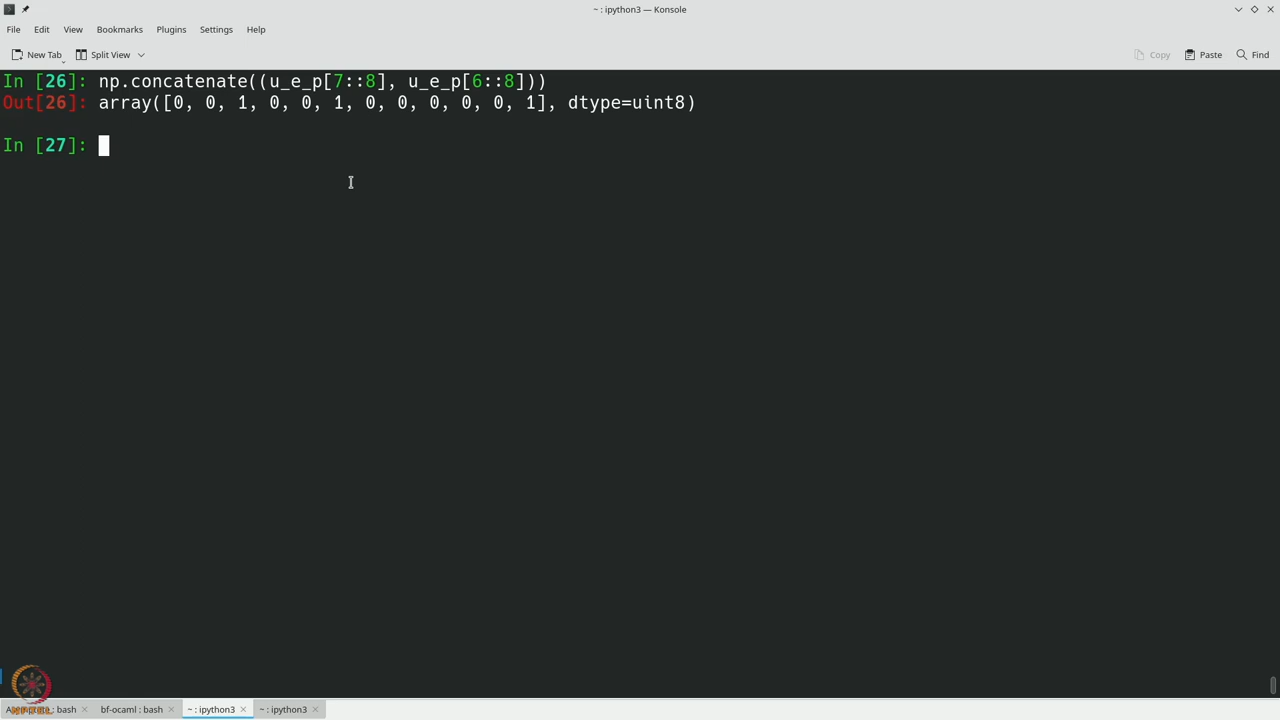 ~ : ipython3 — Konsole
File Edit View Bookmarks Plugins Settings Help
New Tab Split View Copy Paste Find
In [26]: np.concatenate((u_e_p[7::8], u_e_p[6::8]))
Out[26]: array([0, 0, 1, 0, 0, 1, 0, 0, 0, 0, 0, 1], dtype=uint8)
In [27]:
: bash bf-ocaml : bash ~ : ipython3 ~ : ipython3
NPTEL